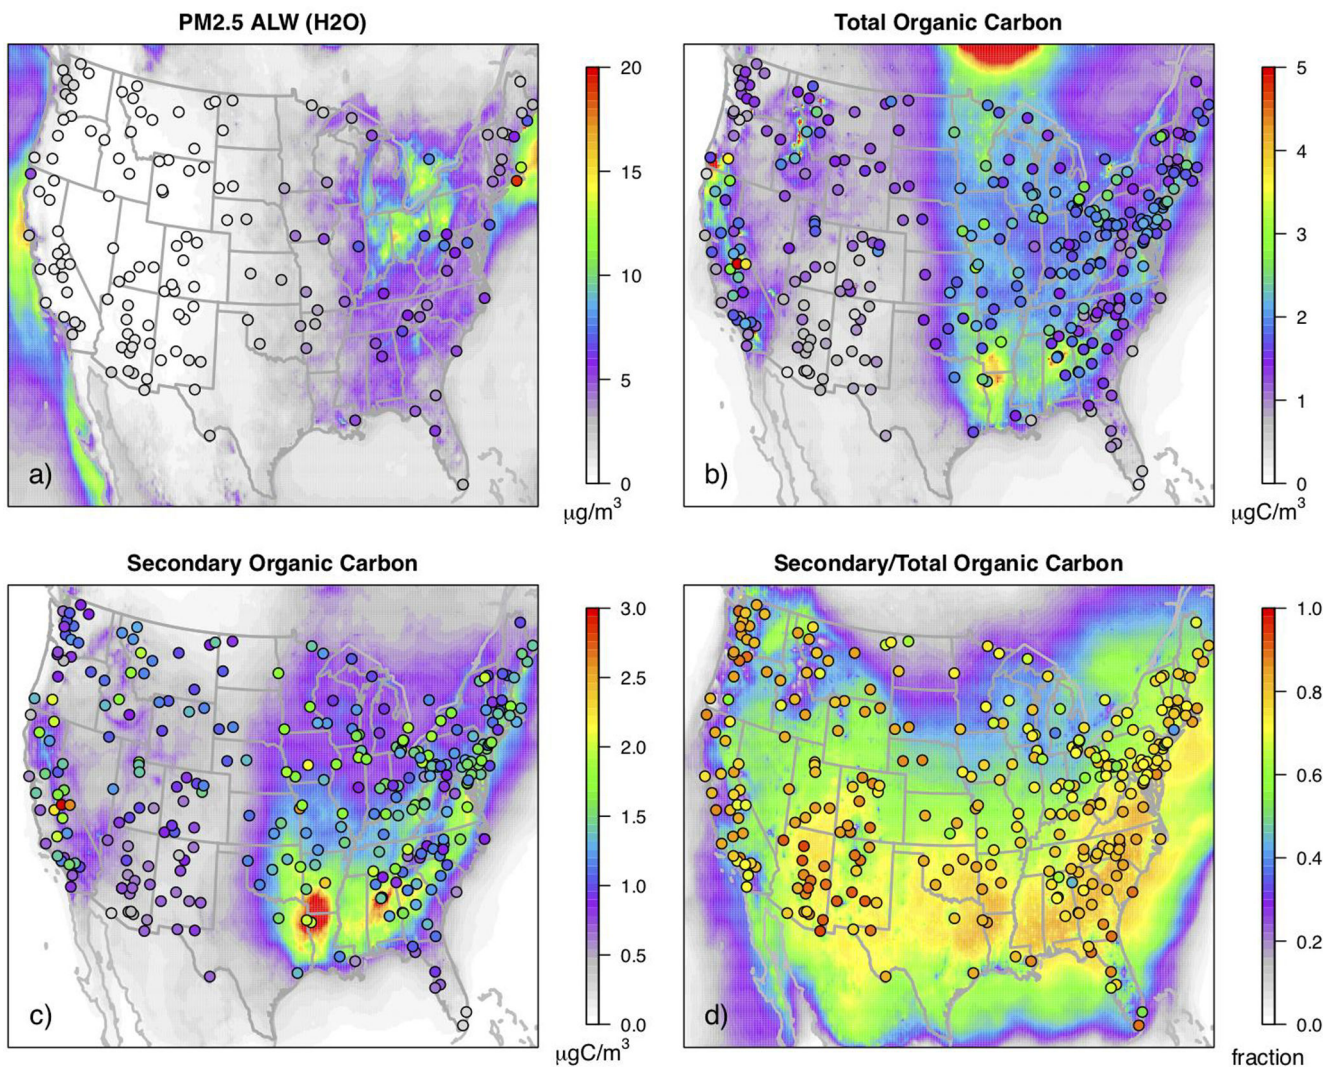 PM2.5 ALW (H2O)
Total Organic Carbon
20
15
10
5
0
μg/m³
a)
5
4
3
2
1
0
μgC/m³
b)
Secondary Organic Carbon
Secondary/Total Organic Carbon
3.0
2.5
2.0
1.5
1.0
0.5
0.0
μgC/m³
c)
1.0
0.8
0.6
0.4
0.2
0.0
fraction
d)